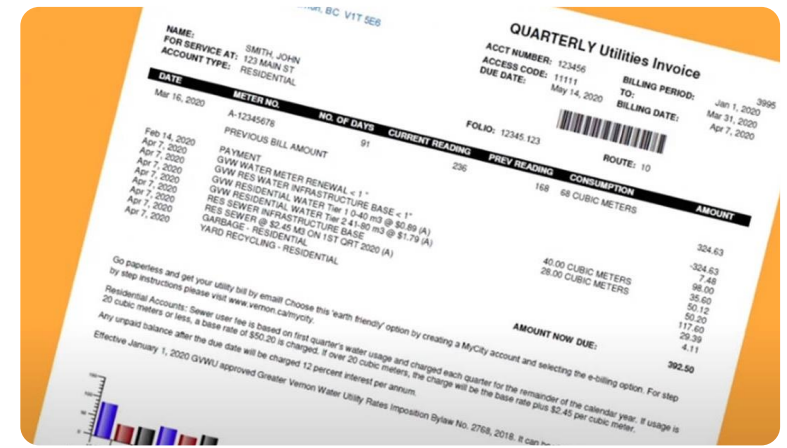 BC V1T 5E6
QUARTERLY Utilities Invoice
NAME: SMITH, JOHN
FOR SERVICE AT: 123 MAIN ST
ACCOUNT TYPE: RESIDENTIAL
ACCT NUMBER: 123456
ACCESS CODE: 11111
DUE DATE: May 14, 2020
3995
BILLING PERIOD: Jan 1, 2020
TO: Mar 31, 2020
BILLING DATE: Apr 7, 2020
FOLIO: 12345.123
ROUTE: 10
DATE METER NO. NO. OF DAYS CURRENT READING PREV READING CONSUMPTION AMOUNT
Mar 16, 2020 A-12345678 91 236 168 68 CUBIC METERS
PREVIOUS BILL AMOUNT 324.63
Feb 14, 2020 PAYMENT -324.63
Apr 7, 2020 GVW WATER METER RENEWAL < 1" 7.48
Apr 7, 2020 GVW RES WATER INFRASTRUCTURE BASE < 1" 98.00
Apr 7, 2020 GVW RESIDENTIAL WATER Tier 1 0-40 m3 @ $0.89 (A) 40.00 CUBIC METERS 35.60
Apr 7, 2020 GVW RESIDENTIAL WATER Tier 2 41-80 m3 @ $1.79 (A) 28.00 CUBIC METERS 50.12
Apr 7, 2020 RES SEWER INFRASTRUCTURE BASE 50.20
Apr 7, 2020 RES SEWER @ $2.45 M3 ON 1ST QRT 2020 (A) 117.60
Apr 7, 2020 GARBAGE - RESIDENTIAL 29.39
Apr 7, 2020 YARD RECYCLING - RESIDENTIAL 4.11
AMOUNT NOW DUE: 392.50
Go paperless and get your utility bill by email! Choose this 'earth friendly' option by creating a MyCity account and selecting the e-billing option. For step
by step instructions please visit www.vernon.ca/mycity.
Residential Accounts: Sewer user fee is based on first quarter's water usage and charged each quarter for the remainder of the calendar year. If usage is
20 cubic meters or less, a base rate of $50.20 is charged. If over 20 cubic meters, the charge will be the base rate plus $2.45 per cubic meter.
Any unpaid balance after the due date will be charged 12 percent interest per annum.
Effective January 1, 2020 GVWU approved Greater Vernon Water Utility Rates Imposition Bylaw No. 2768, 2018. It can be
150
100
50
0